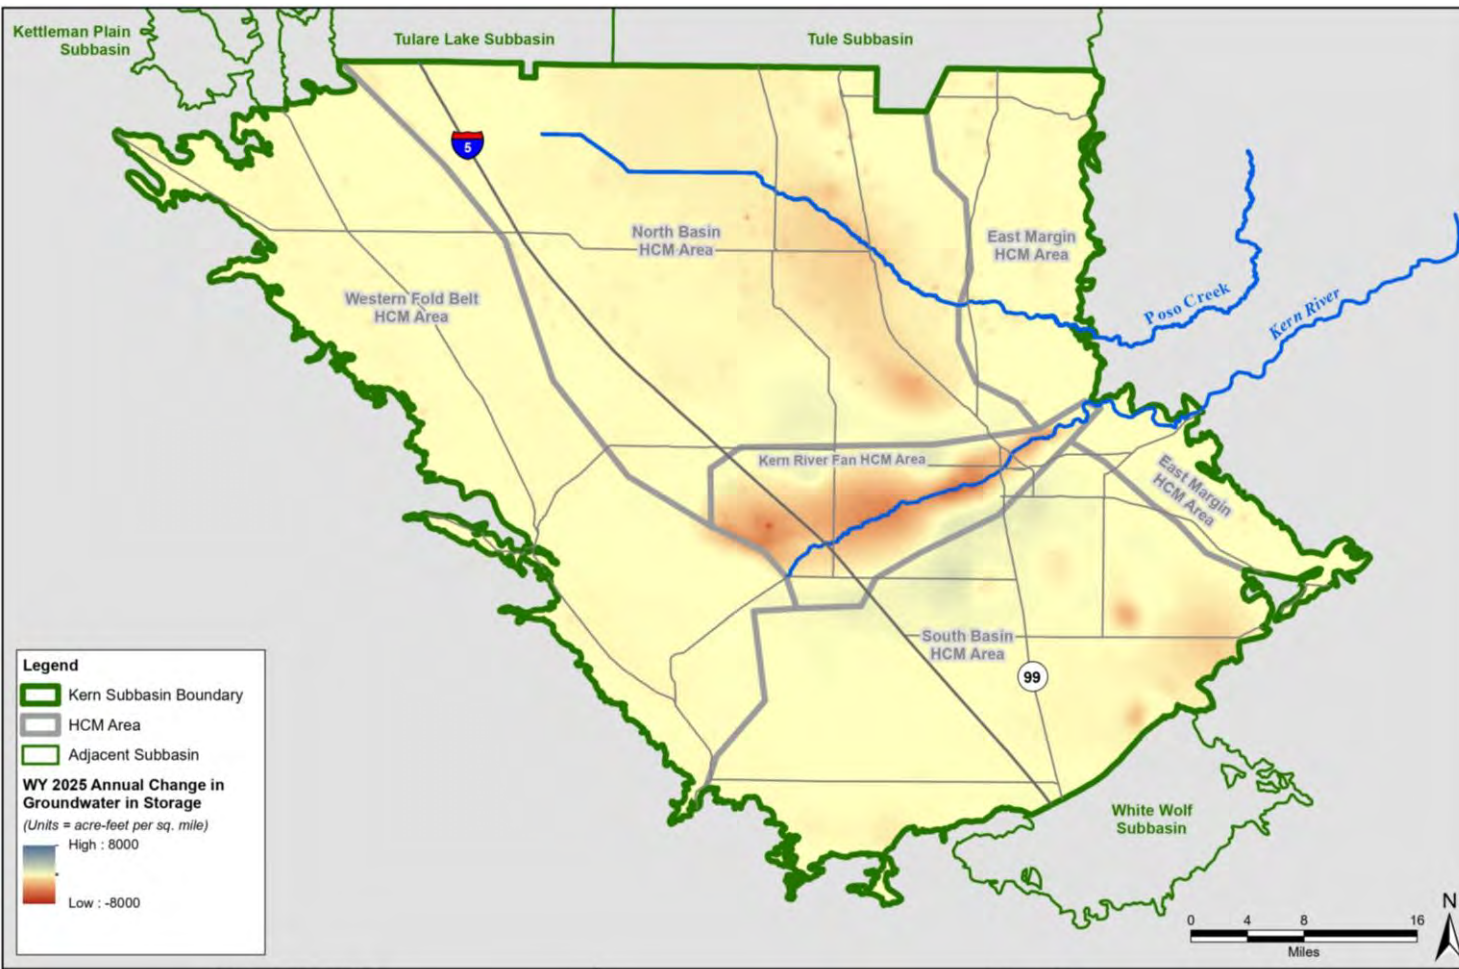 Kettleman Plain
Subbasin
Tulare Lake Subbasin
Tule Subbasin
5
North Basin
HCM Area
East Margin
HCM Area
Western Fold Belt
HCM Area
Poso Creek
Kern River
Kern River Fan HCM Area
East Margin
HCM Area
South Basin
HCM Area
99
White Wolf
Subbasin
Legend
Kern Subbasin Boundary
HCM Area
Adjacent Subbasin
WY 2025 Annual Change in
Groundwater in Storage
(Units = acre-feet per sq. mile)
High : 8000
Low : -8000
N
0 4 8 16
Miles